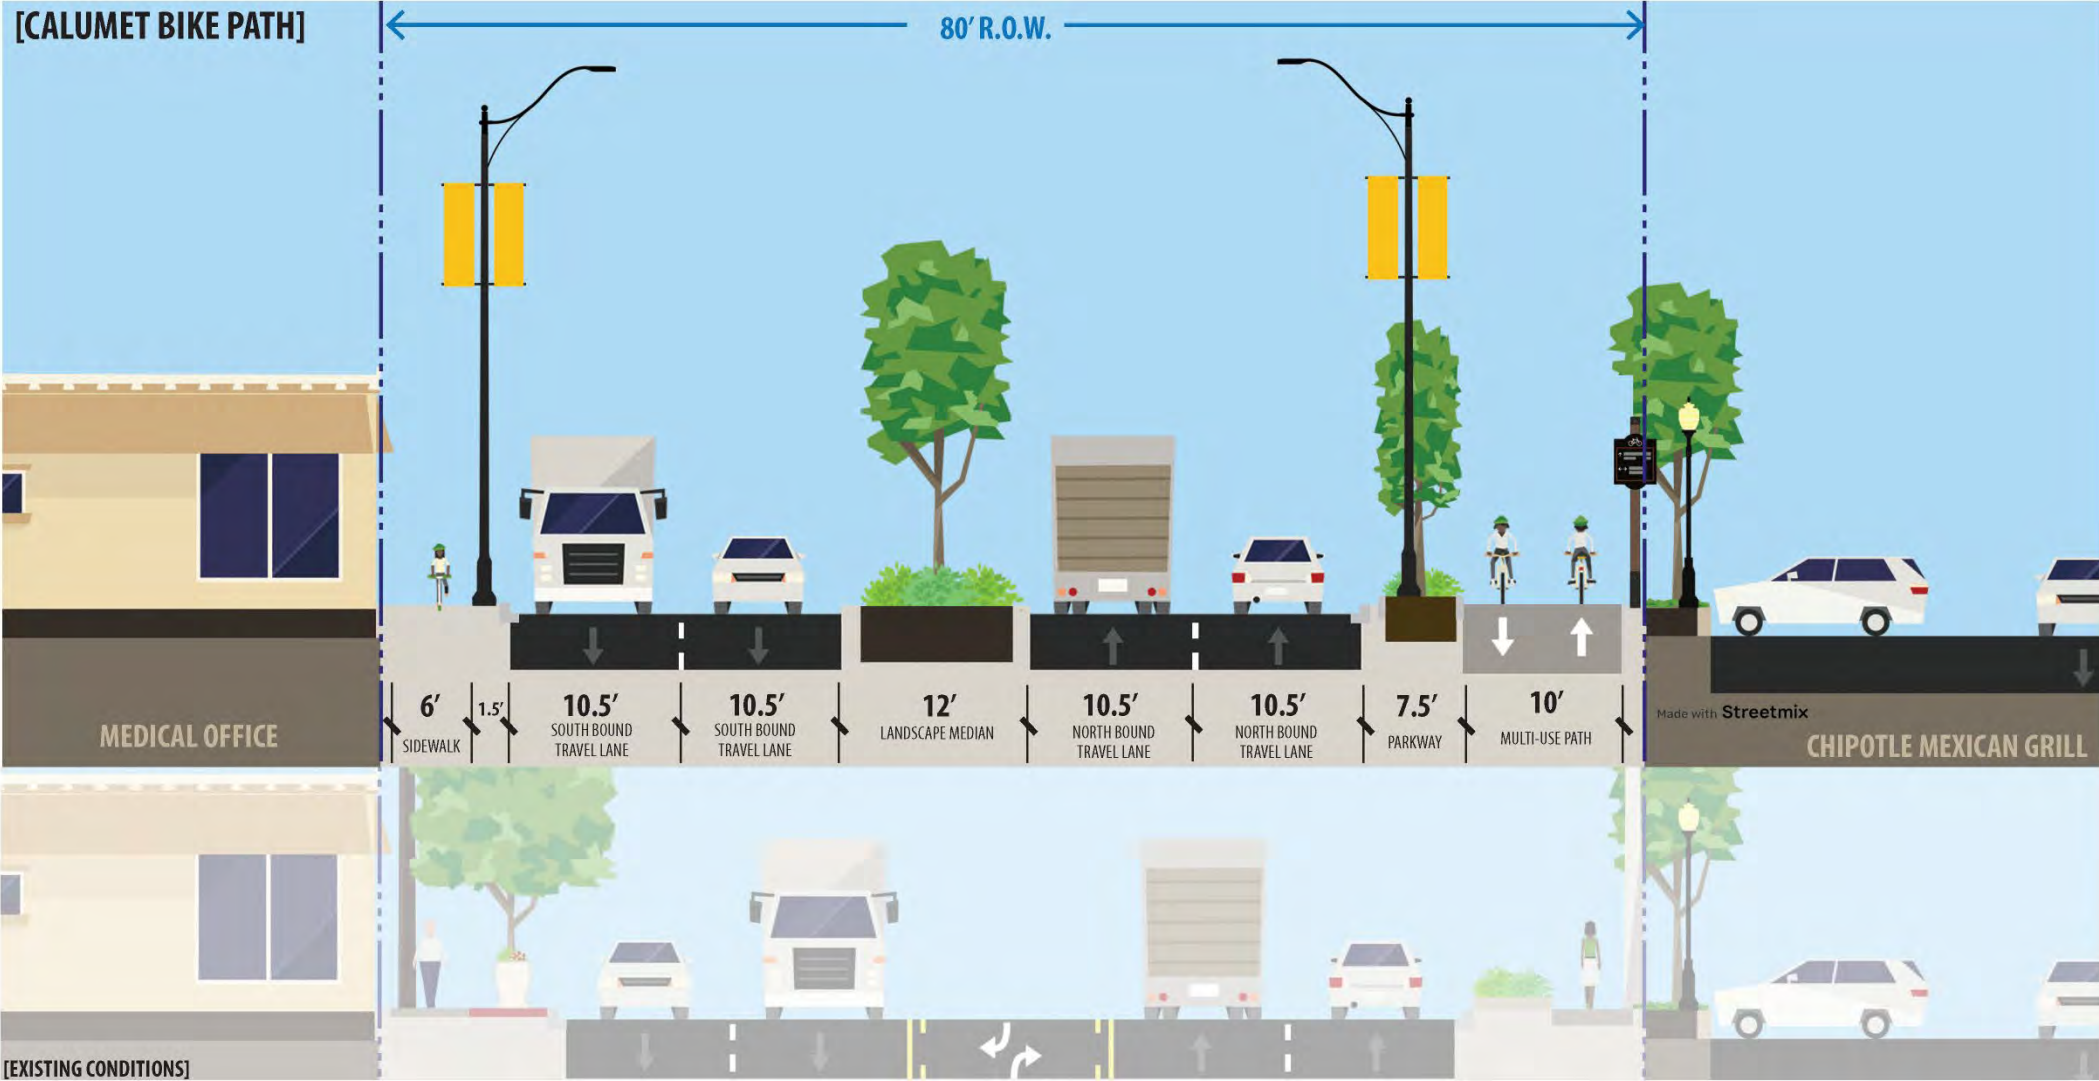 [CALUMET BIKE PATH]
80' R.O.W.
6'
SIDEWALK
1.5'
10.5'
SOUTH BOUND
TRAVEL LANE
10.5'
SOUTH BOUND
TRAVEL LANE
12'
LANDSCAPE MEDIAN
10.5'
NORTH BOUND
TRAVEL LANE
10.5'
NORTH BOUND
TRAVEL LANE
7.5'
PARKWAY
10'
MULTI-USE PATH
MEDICAL OFFICE
Made with Streetmix
CHIPOTLE MEXICAN GRILL
[EXISTING CONDITIONS]